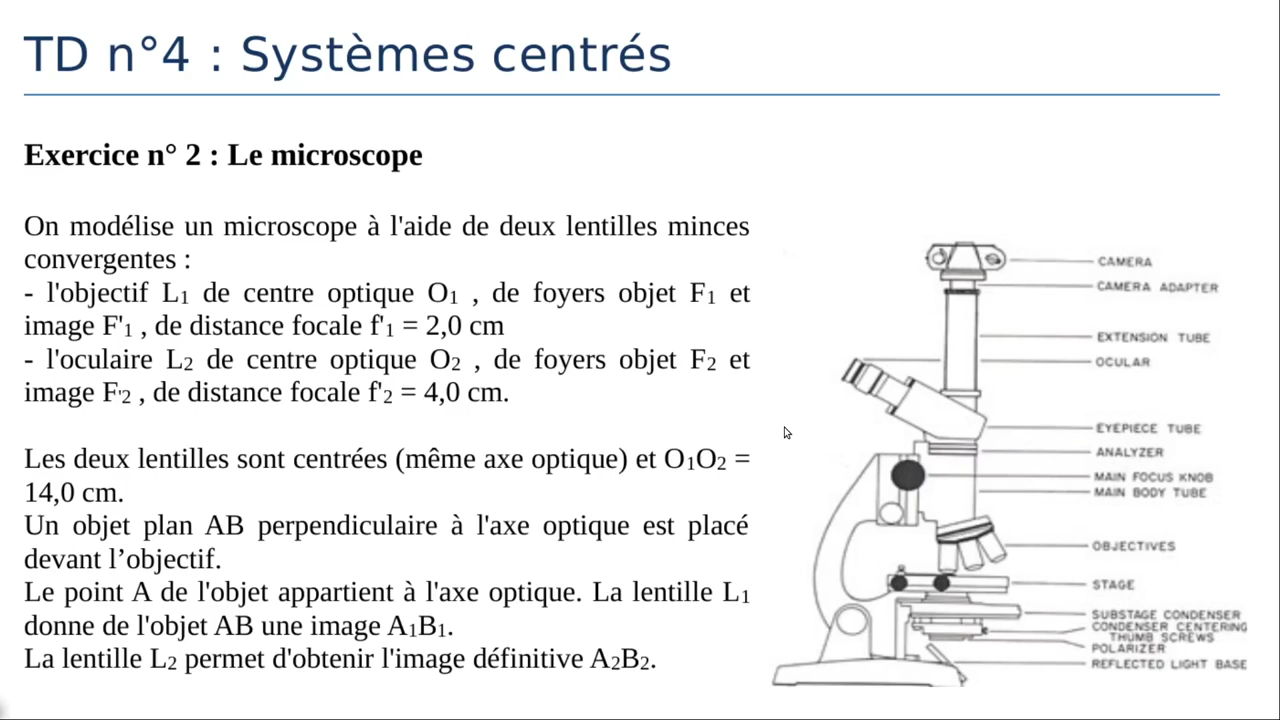 TD n°4 : Systèmes centrés
Exercice n° 2 : Le microscope
On modélise un microscope à l'aide de deux lentilles minces
convergentes :
- l'objectif L1 de centre optique O1 , de foyers objet F1 et
image F'1 , de distance focale f'1 = 2,0 cm
- l'oculaire L2 de centre optique O2 , de foyers objet F2 et
image F'2 , de distance focale f'2 = 4,0 cm.
Les deux lentilles sont centrées (même axe optique) et O1O2 =
14,0 cm.
Un objet plan AB perpendiculaire à l'axe optique est placé
devant l’objectif.
Le point A de l'objet appartient à l'axe optique. La lentille L1
donne de l'objet AB une image A1B1.
La lentille L2 permet d'obtenir l'image définitive A2B2.
CAMERA
CAMERA ADAPTER
EXTENSION TUBE
OCULAR
EYEPIECE TUBE
ANALYZER
MAIN FOCUS KNOB
MAIN BODY TUBE
OBJECTIVES
STAGE
SUBSTAGE CONDENSER
CONDENSER CENTERING
THUMB SCREWS
POLARIZER
REFLECTED LIGHT BASE